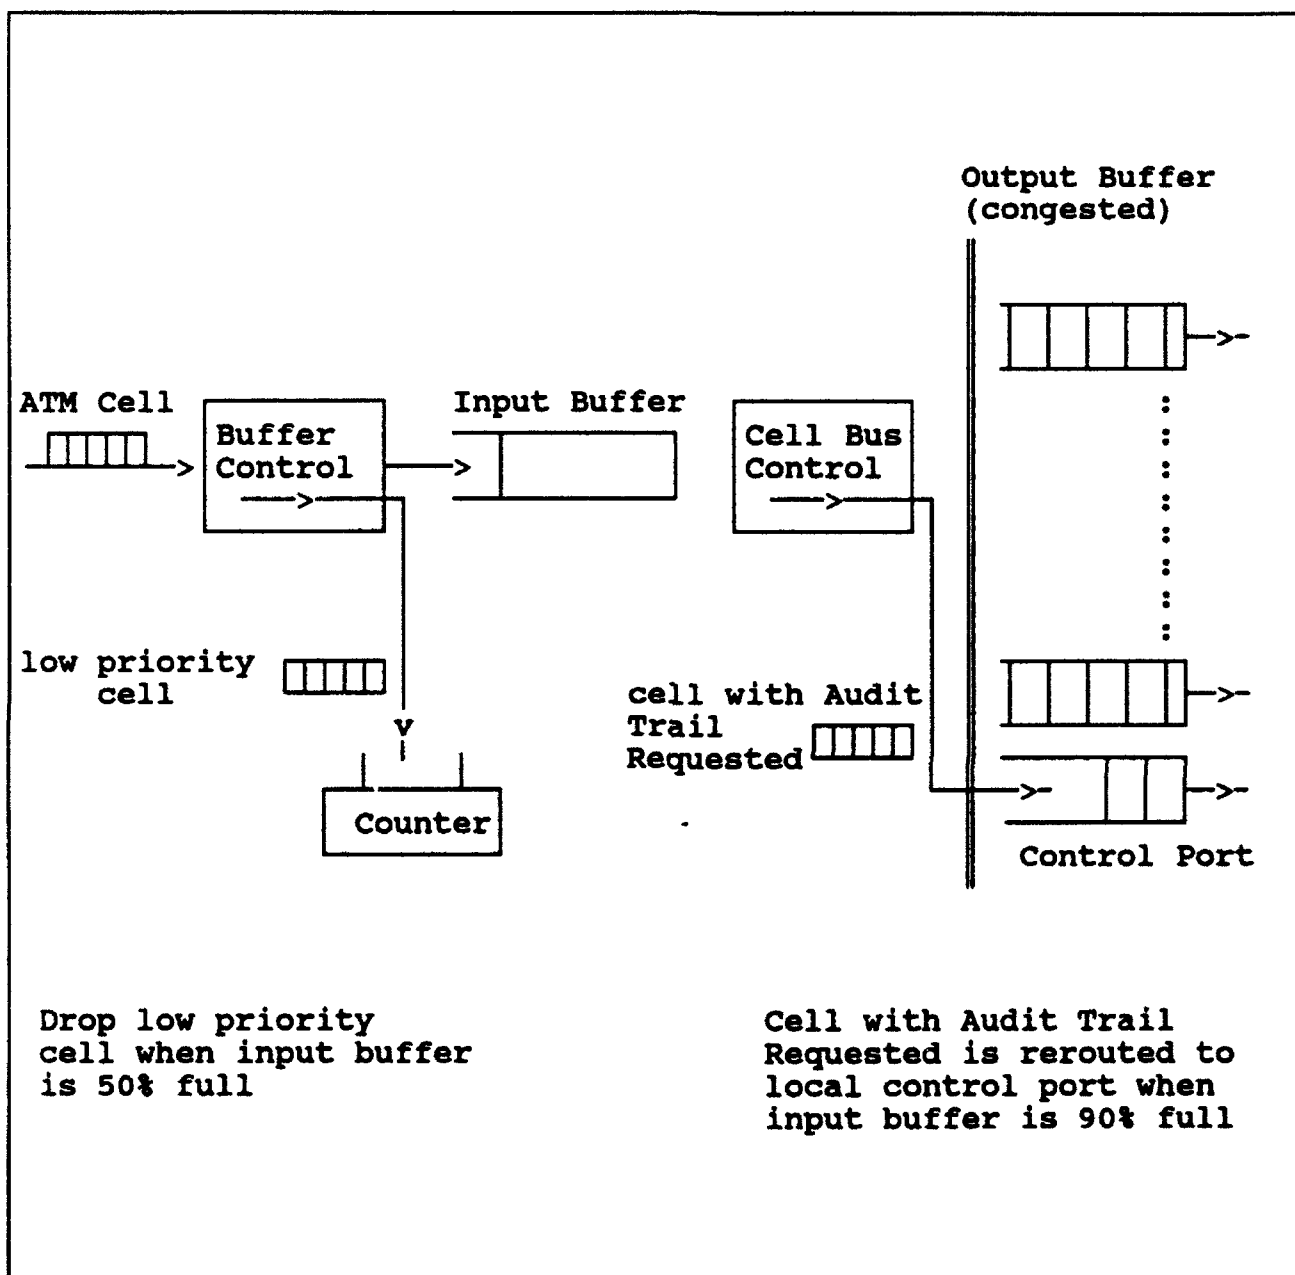 Output Buffer
(congested)
ATM Cell
Buffer
Control
Input Buffer
Cell Bus
Control
low priority
cell
cell with Audit
Trail
Requested
Counter
Control Port
Drop low priority
cell when input buffer
is 50% full
Cell with Audit Trail
Requested is rerouted to
local control port when
input buffer is 90% full